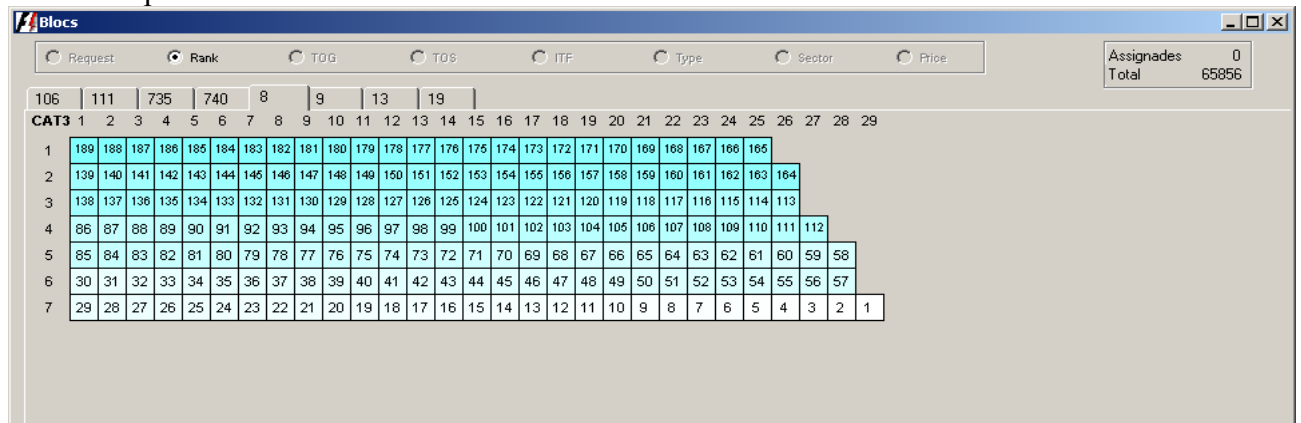 Blocs
Request Rank TOG TOS ITF Type Sector Price Assignades 0
Total 65856
106 111 735 740 8 9 13 19
CAT3 1 2 3 4 5 6 7 8 9 10 11 12 13 14 15 16 17 18 19 20 21 22 23 24 25 26 27 28 29
1 189 188 187 186 185 184 183 182 181 180 179 178 177 176 175 174 173 172 171 170 169 168 167 166 165
2 139 140 141 142 143 144 145 146 147 148 149 150 151 152 153 154 155 156 157 158 159 160 161 162 163 164
3 138 137 136 135 134 133 132 131 130 129 128 127 126 125 124 123 122 121 120 119 118 117 116 115 114 113
4 86 87 88 89 90 91 92 93 94 95 96 97 98 99 100 101 102 103 104 105 106 107 108 109 110 111 112
5 85 84 83 82 81 80 79 78 77 76 75 74 73 72 71 70 69 68 67 66 65 64 63 62 61 60 59 58
6 30 31 32 33 34 35 36 37 38 39 40 41 42 43 44 45 46 47 48 49 50 51 52 53 54 55 56 57
7 29 28 27 26 25 24 23 22 21 20 19 18 17 16 15 14 13 12 11 10 9 8 7 6 5 4 3 2 1